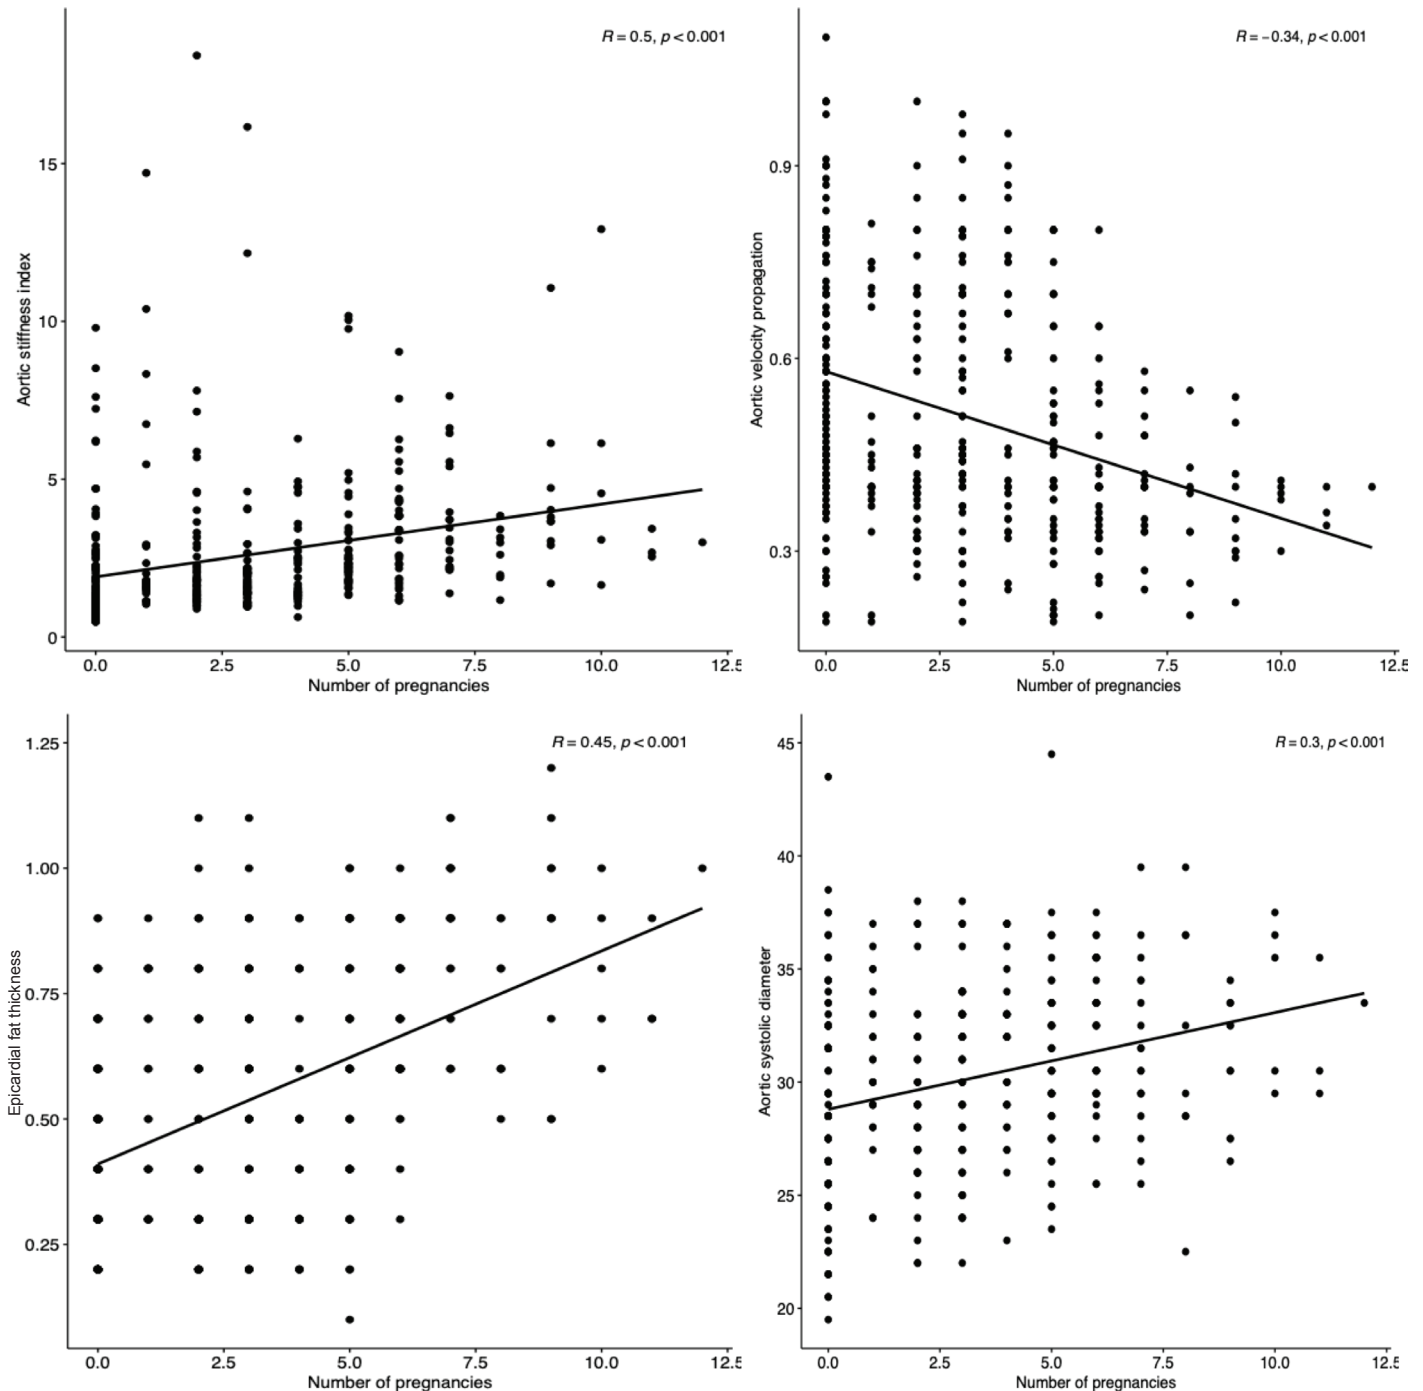 R = 0.5, p < 0.001
15
10
5
0
Aortic stiffness index
0.0 2.5 5.0 7.5 10.0 12.5
Number of pregnancies
R = −0.34, p < 0.001
0.9
0.6
0.3
Aortic velocity propagation
0.0 2.5 5.0 7.5 10.0 12.5
Number of pregnancies
R = 0.45, p < 0.001
1.25
1.00
0.75
0.50
0.25
Epicardial fat thickness
0.0 2.5 5.0 7.5 10.0 12.5
Number of pregnancies
R = 0.3, p < 0.001
45
40
35
30
25
20
Aortic systolic diameter
0.0 2.5 5.0 7.5 10.0 12.5
Number of pregnancies